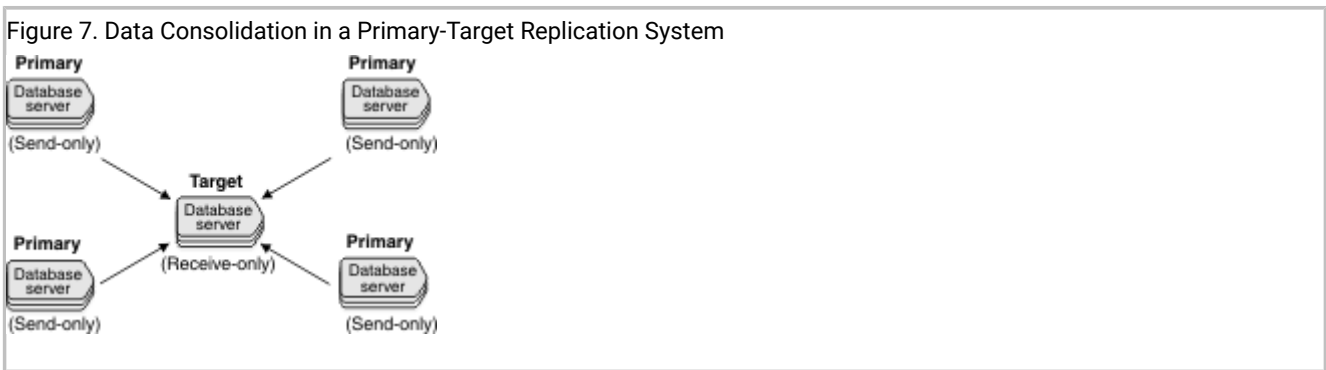 Figure 7. Data Consolidation in a Primary-Target Replication System
Primary
Database
server
(Send-only)
Primary
Database
server
(Send-only)
Target
Database
server
(Receive-only)
Primary
Database
server
(Send-only)
Primary
Database
server
(Send-only)